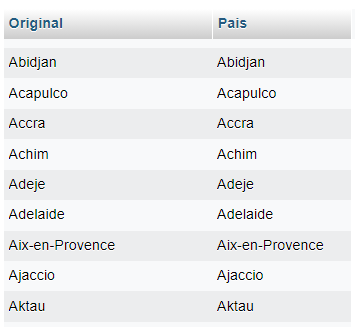 Original Pais
Abidjan Abidjan
Acapulco Acapulco
Accra Accra
Achim Achim
Adeje Adeje
Adelaide Adelaide
Aix-en-Provence Aix-en-Provence
Ajaccio Ajaccio
Aktau Aktau